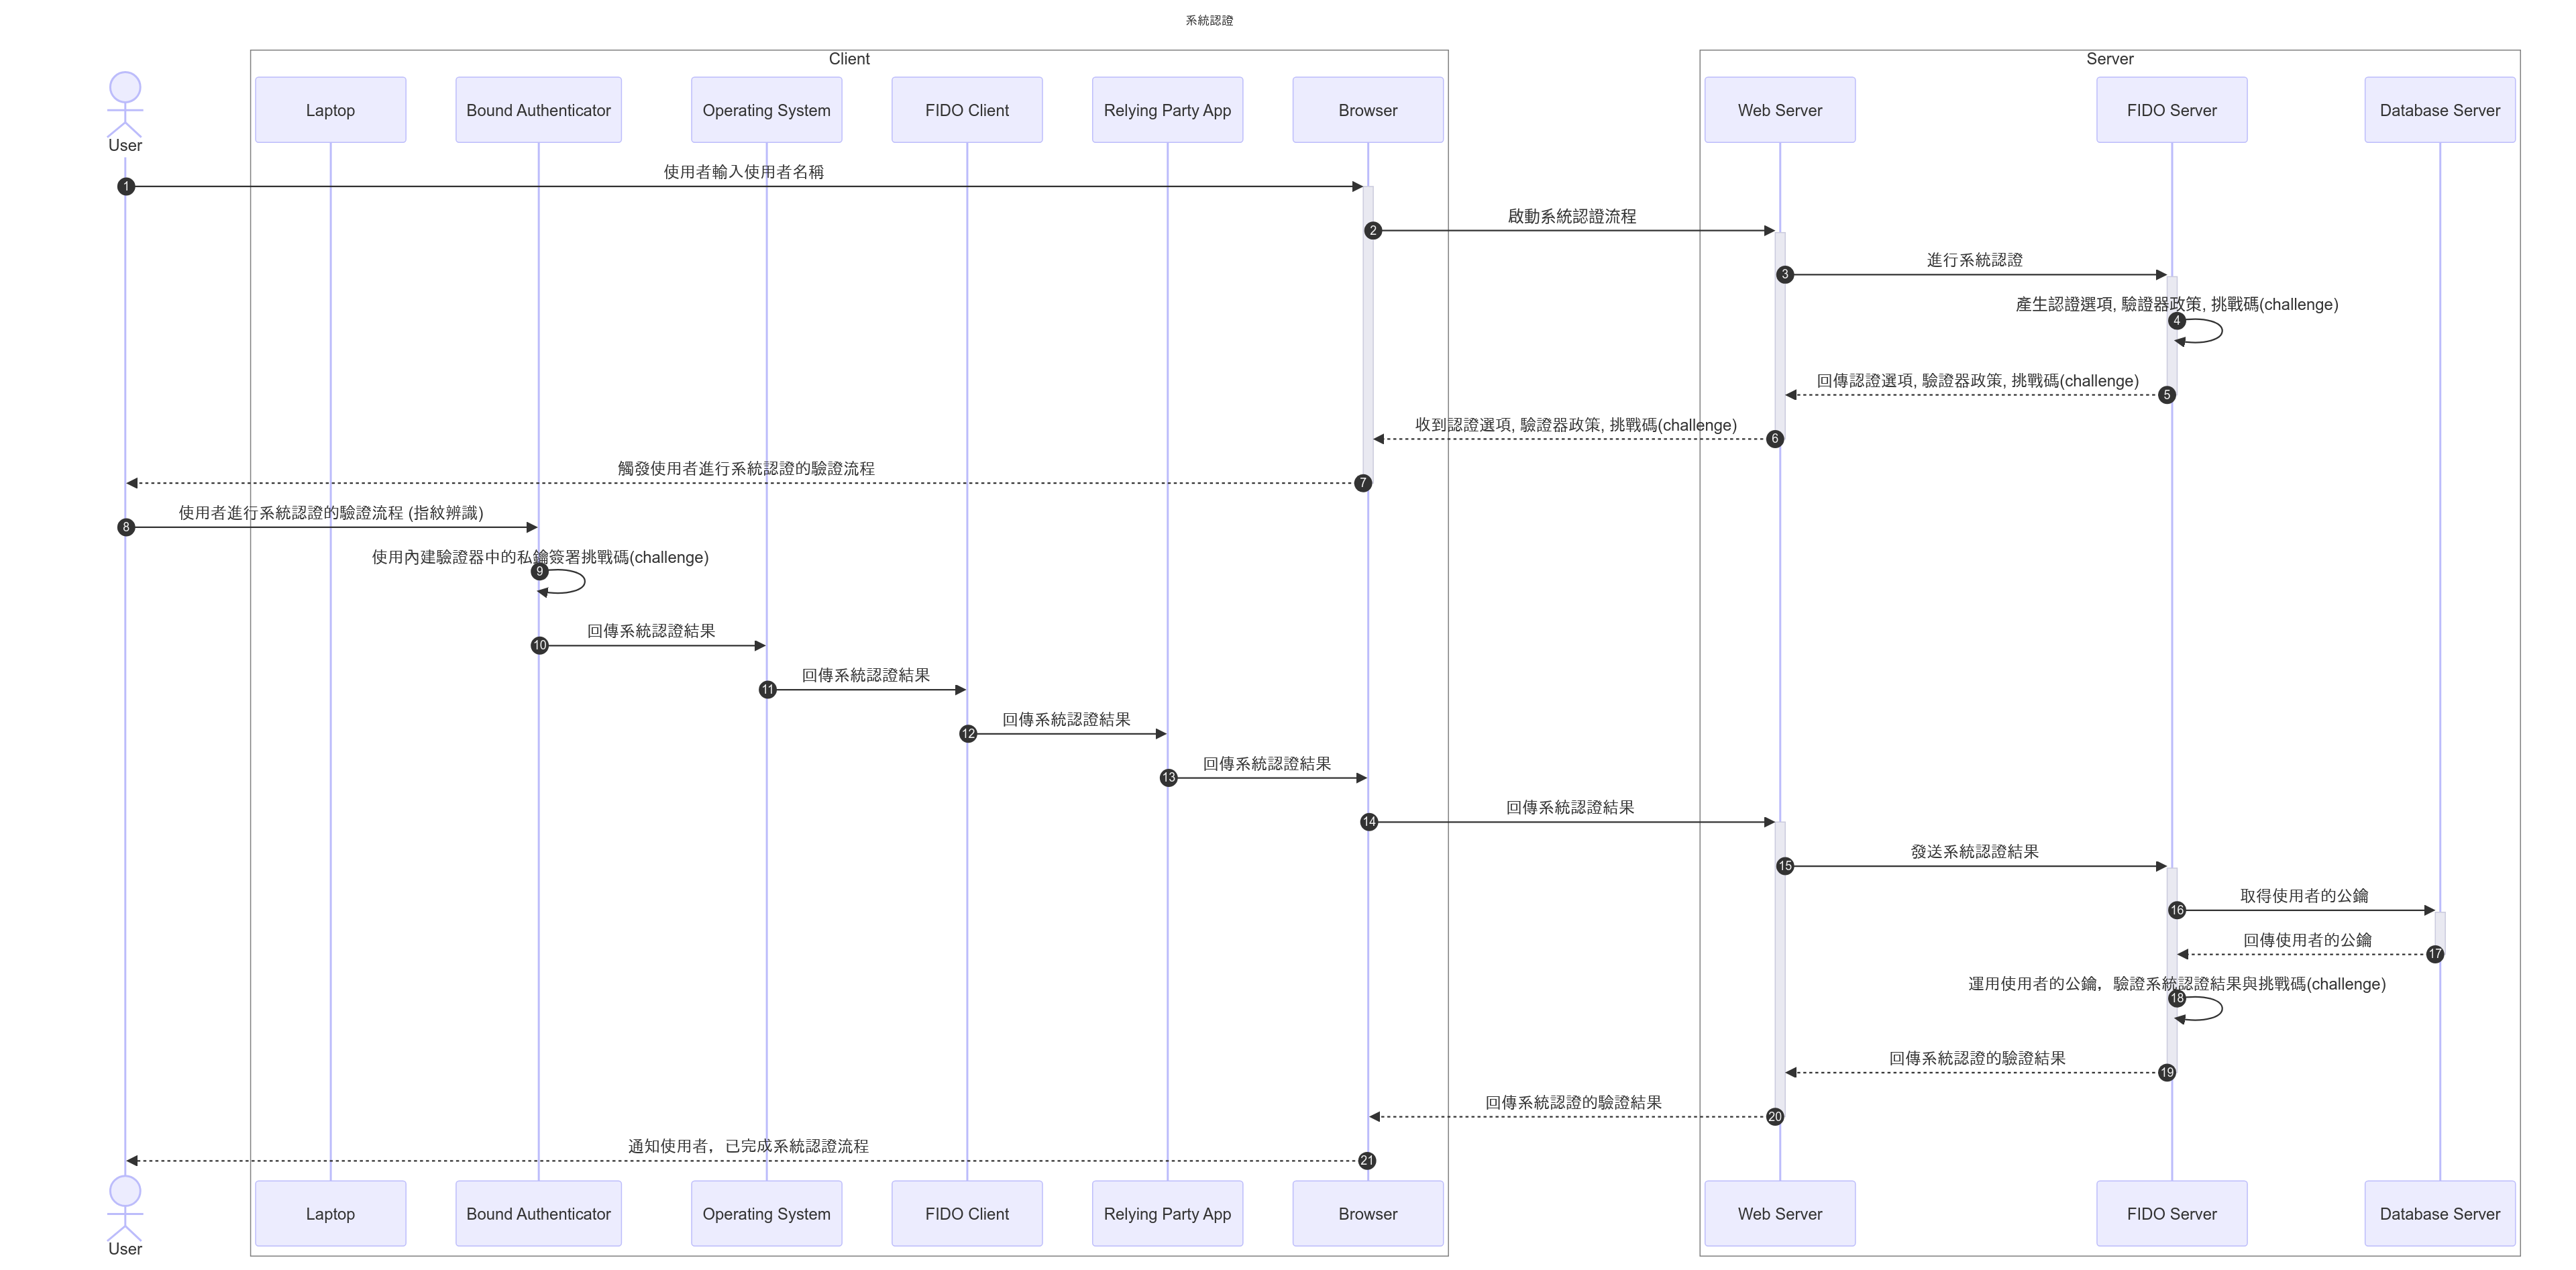 系統認證
Client
Server
User
Laptop
Bound Authenticator
Operating System
FIDO Client
Relying Party App
Browser
Web Server
FIDO Server
Database Server
使用者輸入使用者名稱
1
啟動系統認證流程
2
進行系統認證
3
產生認證選項, 驗證器政策, 挑戰碼(challenge)
4
回傳認證選項, 驗證器政策, 挑戰碼(challenge)
5
收到認證選項, 驗證器政策, 挑戰碼(challenge)
6
觸發使用者進行系統認證的驗證流程
7
使用者進行系統認證的驗證流程 (指紋辨識)
8
使用內建驗證器中的私鑰簽署挑戰碼(challenge)
9
回傳系統認證結果
10
回傳系統認證結果
11
回傳系統認證結果
12
回傳系統認證結果
13
回傳系統認證結果
14
發送系統認證結果
15
取得使用者的公鑰
16
回傳使用者的公鑰
17
運用使用者的公鑰，驗證系統認證結果與挑戰碼(challenge)
18
回傳系統認證的驗證結果
19
回傳系統認證的驗證結果
20
通知使用者，已完成系統認證流程
21
User
Laptop
Bound Authenticator
Operating System
FIDO Client
Relying Party App
Browser
Web Server
FIDO Server
Database Server